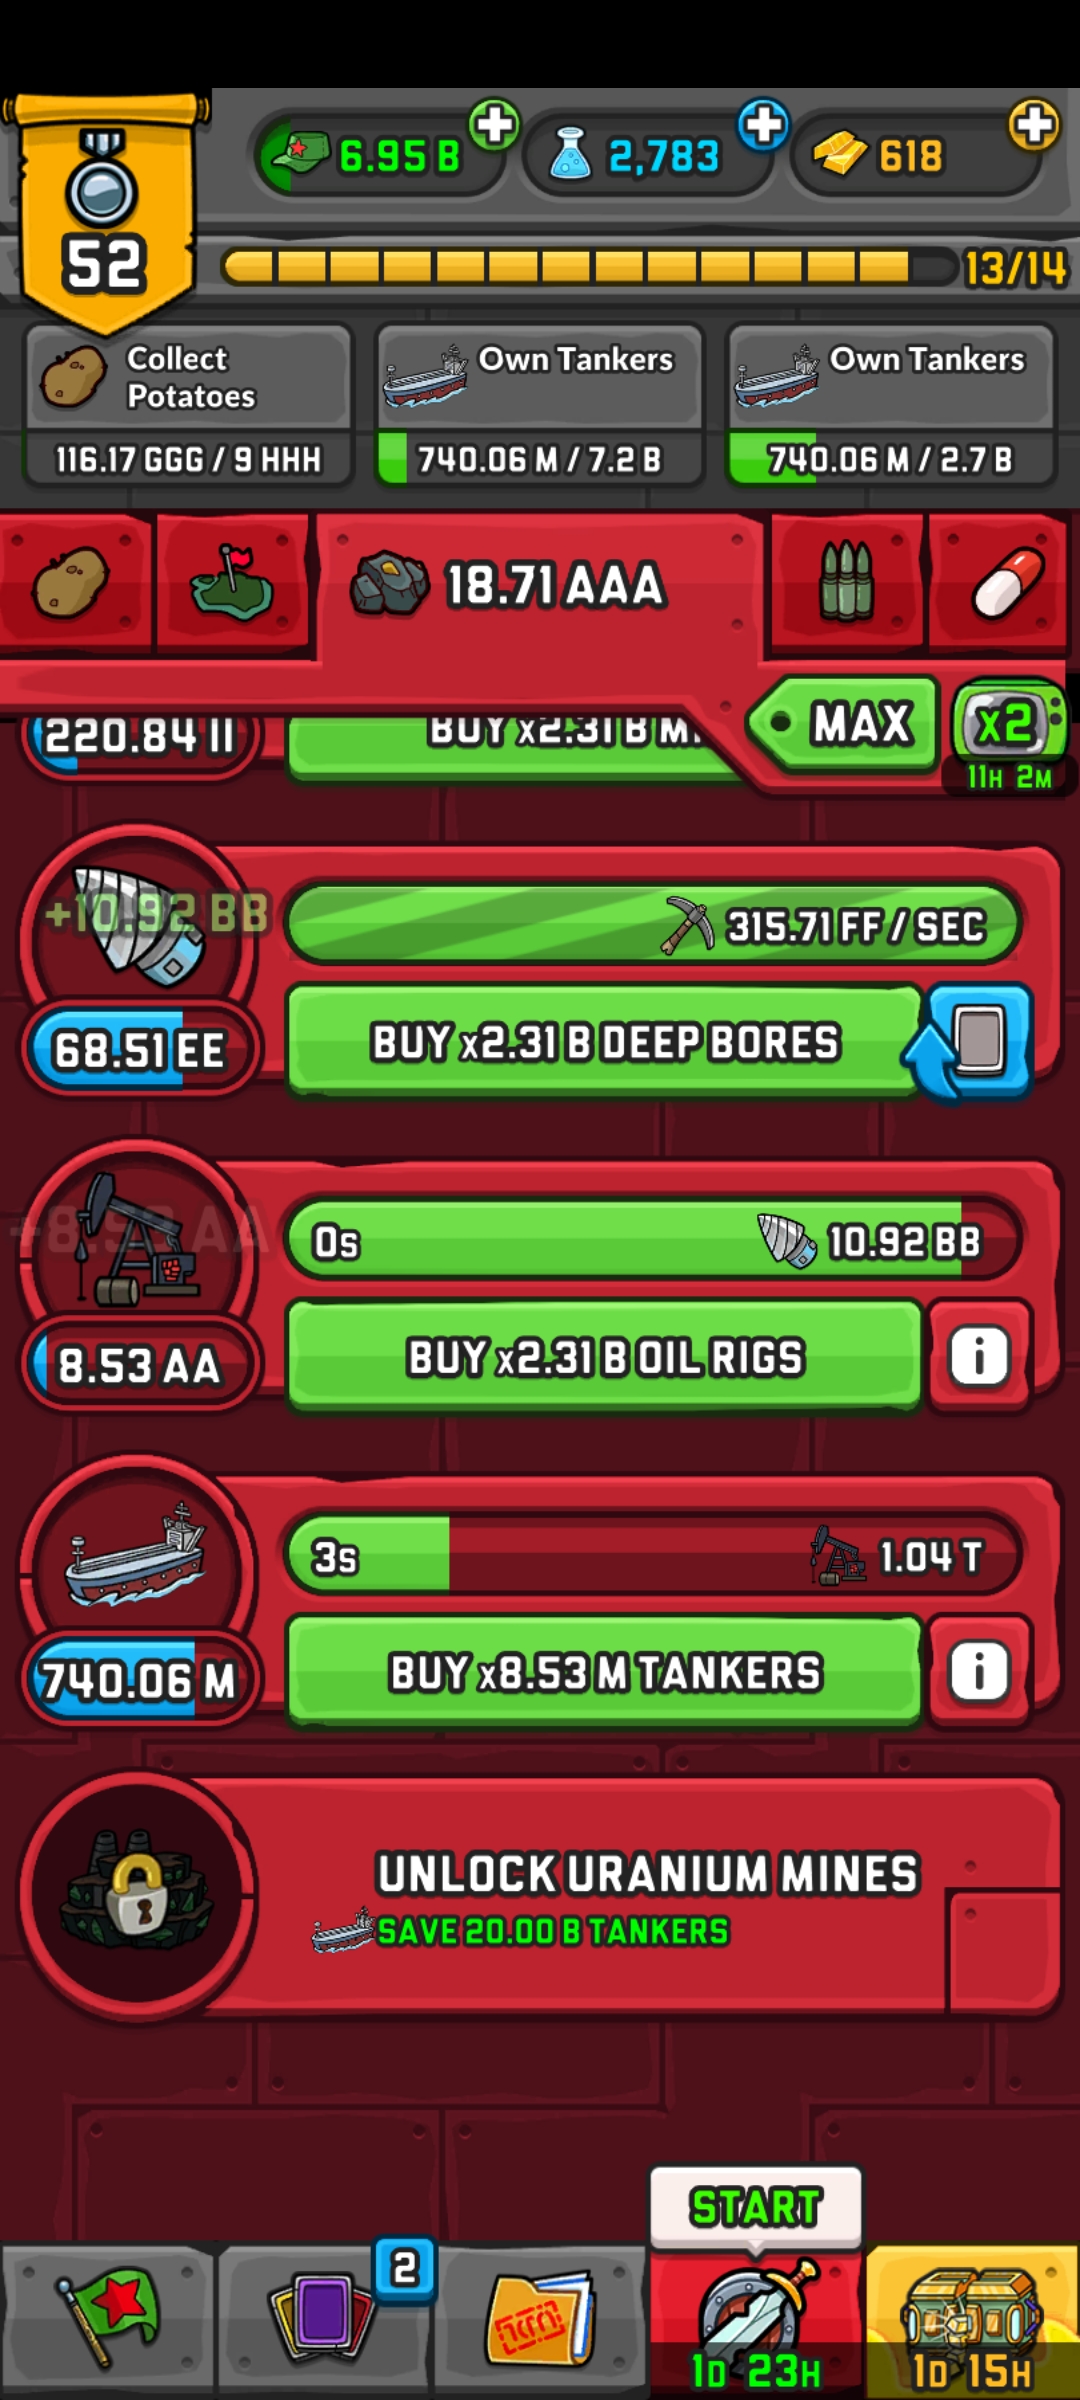 6.95 B
2,783
618
52
13/14
Collect
Potatoes
116.17 GGG / 9 HHH
Own Tankers
740.06 M / 7.2 B
Own Tankers
740.06 M / 2.7 B
18.71 AAA
MAX
x2
11H 2M
220.84 II
BUY x2.31 B
+10.92 BB
315.71 FF / SEC
68.51 EE
BUY x2.31 B DEEP BORES
+8.53 AA
0s
10.92 BB
8.53 AA
BUY x2.31 B OIL RIGS
i
3s
1.04 T
740.06 M
BUY x8.53 M TANKERS
i
UNLOCK URANIUM MINES
SAVE 20.00 B TANKERS
START
2
1D 23H
1D 15H